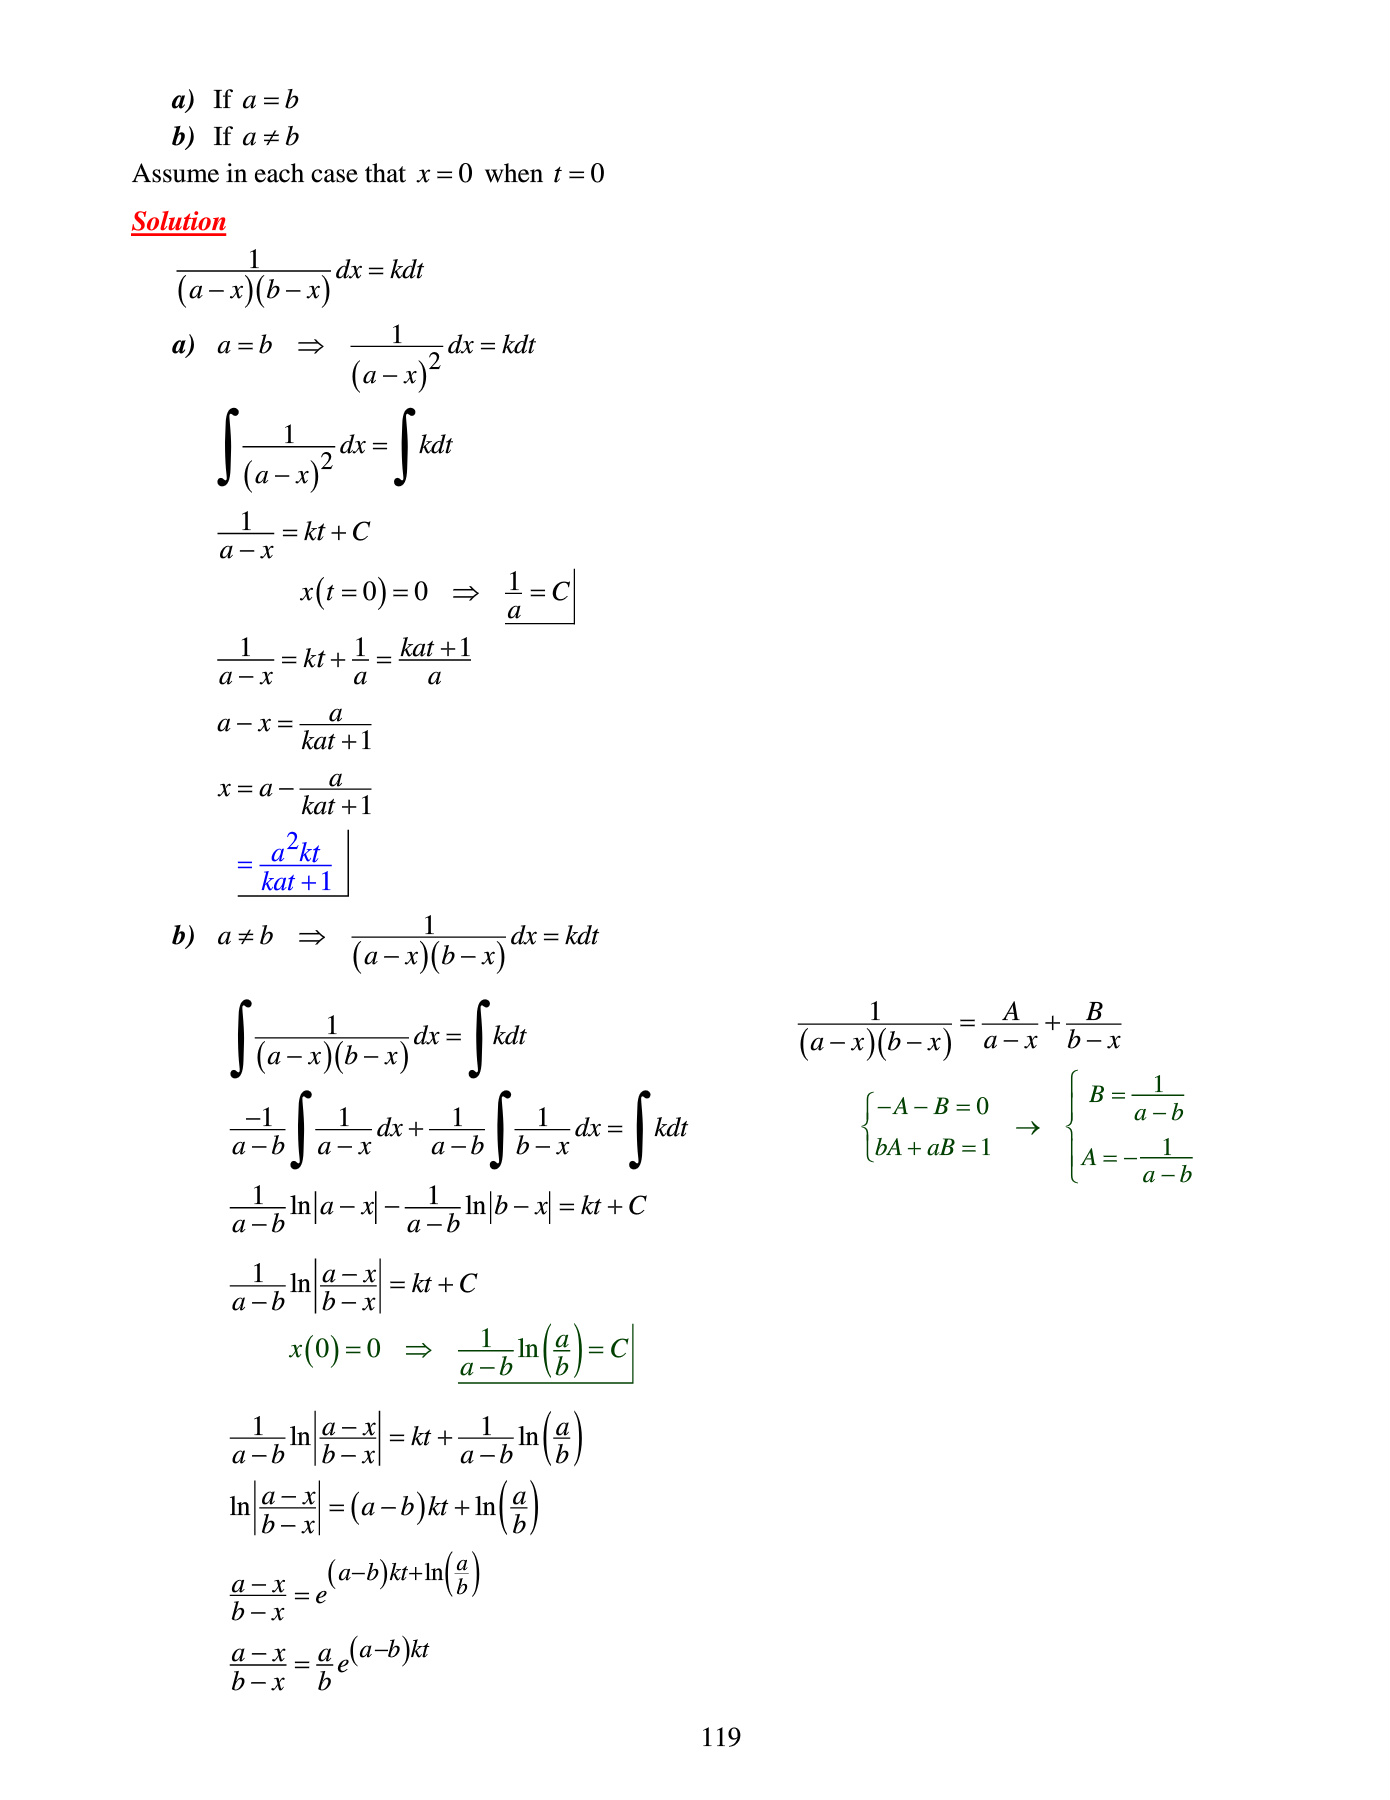 a) If a = b
b) If a ≠ b
Assume in each case that x = 0 when t = 0
Solution
\frac{1}{(a-x)(b-x)} dx = kdt
a) a = b ⇒ \frac{1}{(a-x)^2} dx = kdt
\int \frac{1}{(a-x)^2} dx = \int kdt
\frac{1}{a-x} = kt + C
x(t=0) = 0 ⇒ \frac{1}{a} = C
\frac{1}{a-x} = kt + \frac{1}{a} = \frac{kat+1}{a}
a - x = \frac{a}{kat+1}
x = a - \frac{a}{kat+1}
= \frac{a^2kt}{kat+1}
b) a ≠ b ⇒ \frac{1}{(a-x)(b-x)} dx = kdt
\int \frac{1}{(a-x)(b-x)} dx = \int kdt
\frac{1}{(a-x)(b-x)} = \frac{A}{a-x} + \frac{B}{b-x}
\begin{cases} -A-B=0 \\ bA+aB=1 \end{cases} → \begin{cases} B=\frac{1}{a-b} \\ A=-\frac{1}{a-b} \end{cases}
\frac{-1}{a-b} \int \frac{1}{a-x} dx + \frac{1}{a-b} \int \frac{1}{b-x} dx = \int kdt
\frac{1}{a-b} \ln|a-x| - \frac{1}{a-b} \ln|b-x| = kt + C
\frac{1}{a-b} \ln\left|\frac{a-x}{b-x}\right| = kt + C
x(0) = 0 ⇒ \frac{1}{a-b} \ln\left(\frac{a}{b}\right) = C
\frac{1}{a-b} \ln\left|\frac{a-x}{b-x}\right| = kt + \frac{1}{a-b} \ln\left(\frac{a}{b}\right)
\ln\left|\frac{a-x}{b-x}\right| = (a-b)kt + \ln\left(\frac{a}{b}\right)
\frac{a-x}{b-x} = e^{(a-b)kt+\ln\left(\frac{a}{b}\right)}
\frac{a-x}{b-x} = \frac{a}{b} e^{(a-b)kt}
119